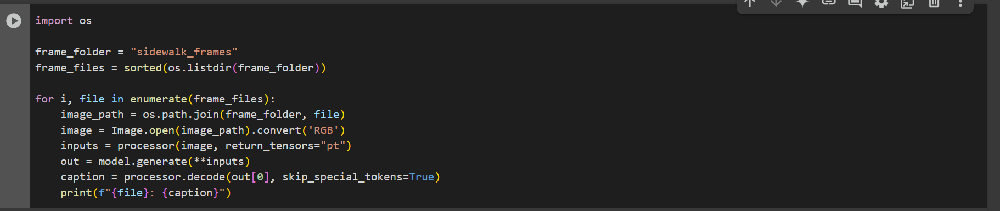 import os

frame_folder = "sidewalk_frames"
frame_files = sorted(os.listdir(frame_folder))

for i, file in enumerate(frame_files):
    image_path = os.path.join(frame_folder, file)
    image = Image.open(image_path).convert('RGB')
    inputs = processor(image, return_tensors="pt")
    out = model.generate(**inputs)
    caption = processor.decode(out[0], skip_special_tokens=True)
    print(f"{file}: {caption}")